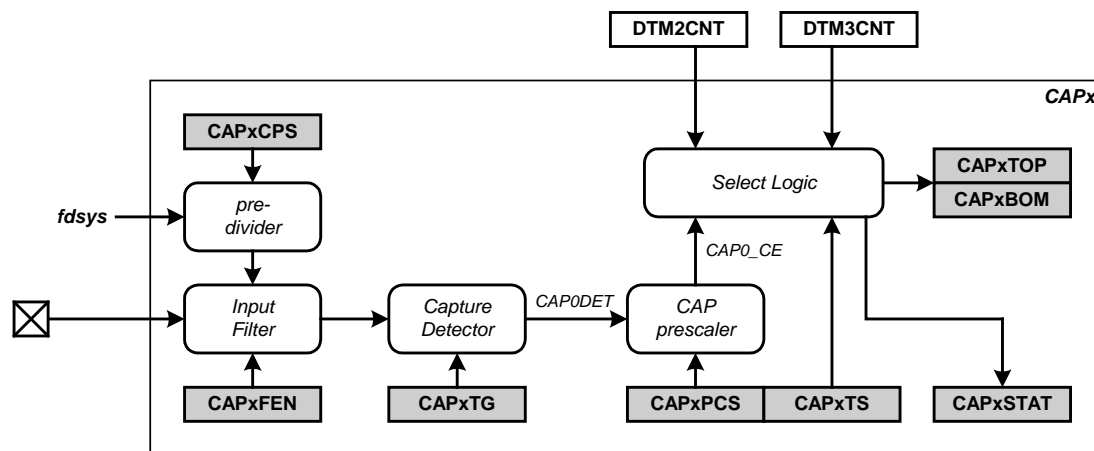 DTM2CNT
DTM3CNT
CAPx
CAPxCPS
CAPxTOP
Select Logic
CAPxBOM
pre-
divider
fdsys
CAP0_CE
Input
Filter
Capture
Detector
CAP0DET
CAP
prescaler
CAPxFEN
CAPxTG
CAPxPCS
CAPxTS
CAPxSTAT